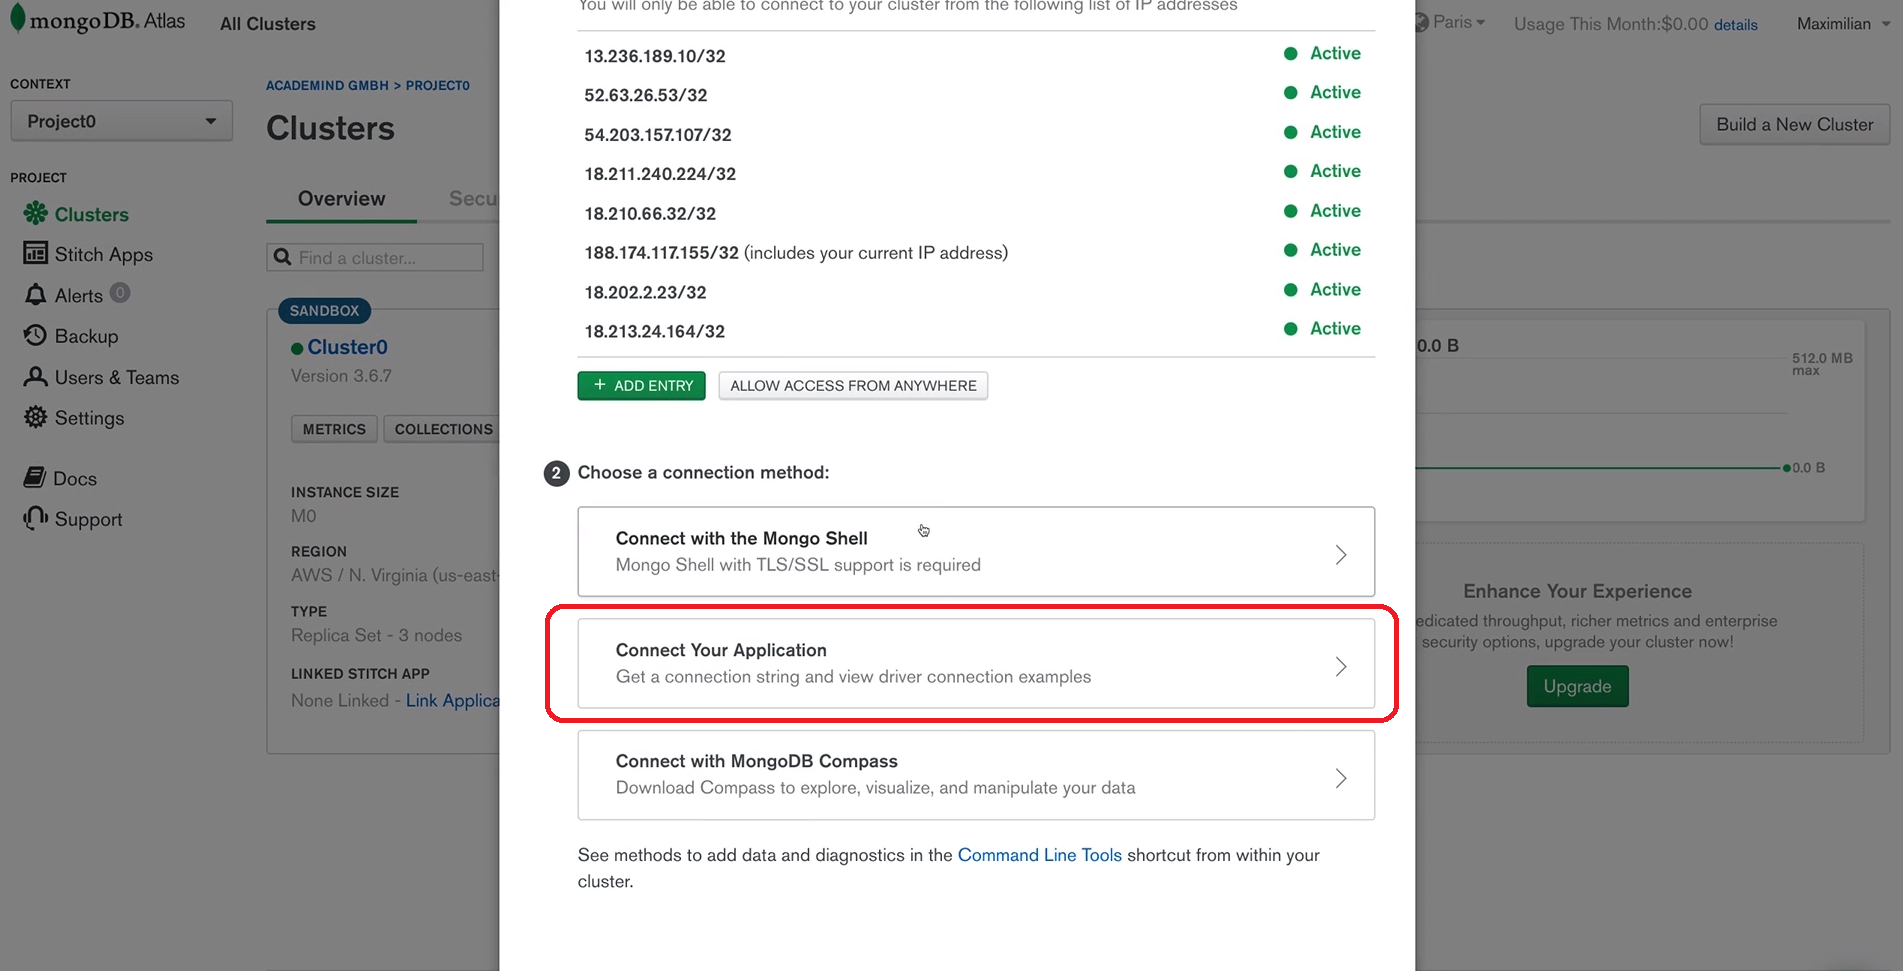 mongoDB. Atlas
All Clusters
Paris
Usage This Month:$0.00 details
Maximilian
CONTEXT
Project0
PROJECT
Clusters
Stitch Apps
Alerts 0
Backup
Users & Teams
Settings
Docs
Support
ACADEMIND GMBH > PROJECT0
Clusters
Build a New Cluster
Overview
Secu
Find a cluster...
SANDBOX
Cluster0
Version 3.6.7
METRICS
COLLECTIONS
INSTANCE SIZE
M0
REGION
AWS / N. Virginia (us-east-
TYPE
Replica Set - 3 nodes
LINKED STITCH APP
None Linked - Link Applica
You will only be able to connect to your cluster from the following list of IP addresses
13.236.189.10/32 Active
52.63.26.53/32 Active
54.203.157.107/32 Active
18.211.240.224/32 Active
18.210.66.32/32 Active
188.174.117.155/32 (includes your current IP address) Active
18.202.2.23/32 Active
18.213.24.164/32 Active
+ ADD ENTRY
ALLOW ACCESS FROM ANYWHERE
2 Choose a connection method:
Connect with the Mongo Shell
Mongo Shell with TLS/SSL support is required
Connect Your Application
Get a connection string and view driver connection examples
Connect with MongoDB Compass
Download Compass to explore, visualize, and manipulate your data
See methods to add data and diagnostics in the Command Line Tools shortcut from within your
cluster.
0.0 B
512.0 MB
max
0.0 B
Enhance Your Experience
edicated throughput, richer metrics and enterprise
security options, upgrade your cluster now!
Upgrade